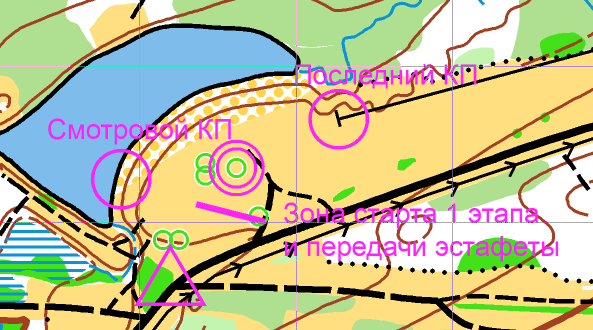 Последний КП
Смотровой КП
Зона старта 1 этапа
и передачи эстафеты